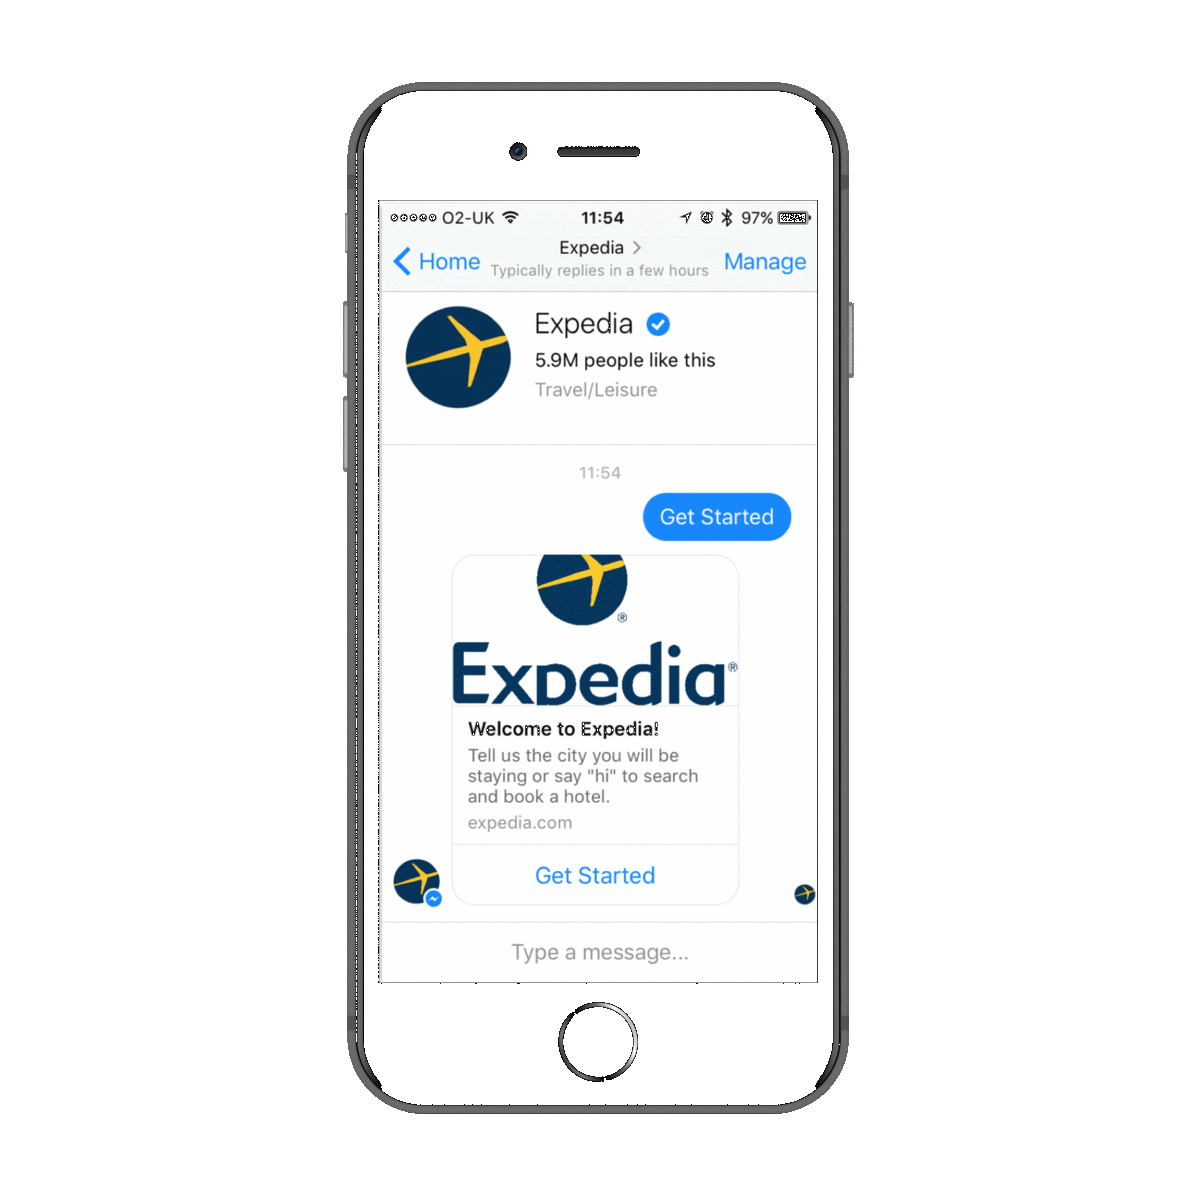 O2-UK 11:54 97%
Home Expedia Manage
Typically replies in a few hours
Expedia
5.9M people like this
Travel/Leisure
11:54
Get Started
®
Expedia®
Welcome to Expedia!
Tell us the city you will be
staying or say "hi" to search
and book a hotel.
expedia.com
Get Started
Type a message...